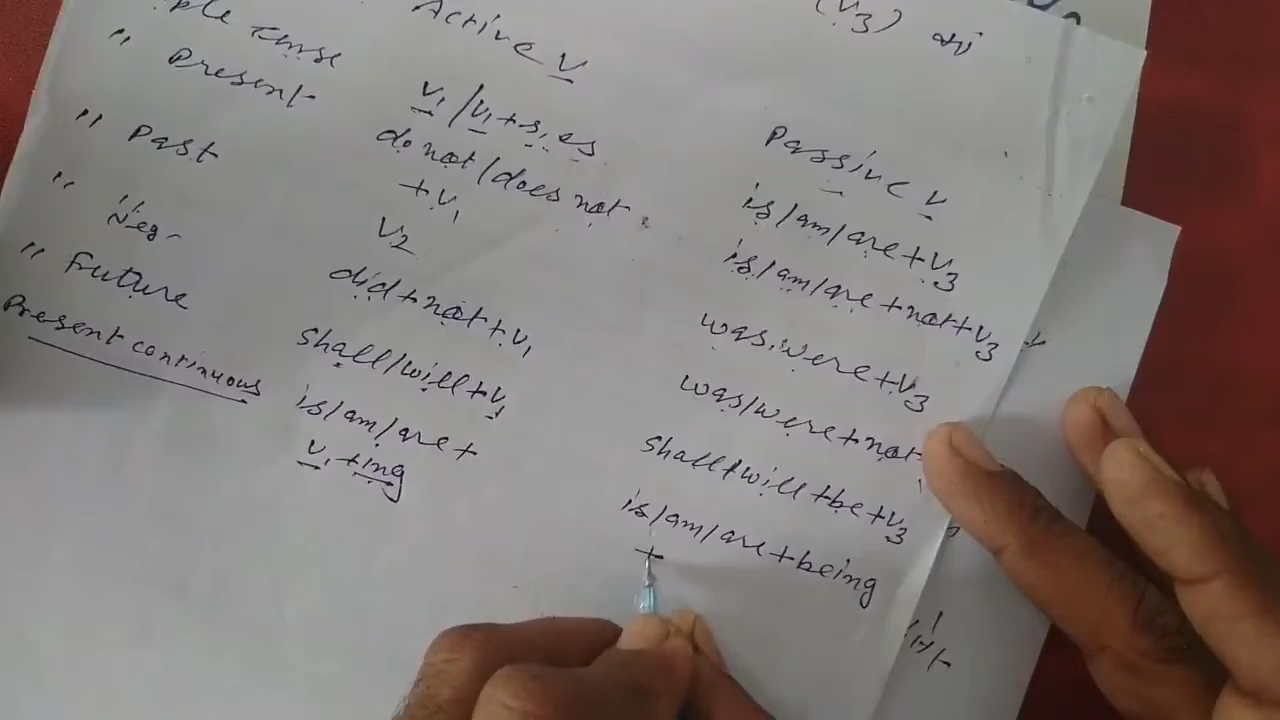 (V3)
Active V
Passive V
ple tense
" Present V1/V1+s, es is/am/are+V3
do not/does not +V1 is/am/are+not+V3
" Past V2 was, were+V3
" " Neg- did+not+V1 was/were+not
" Future shall/will+V1 shall+will+be+V3
Present continuous is/am/are+ is/am/are+being
V1+ing +